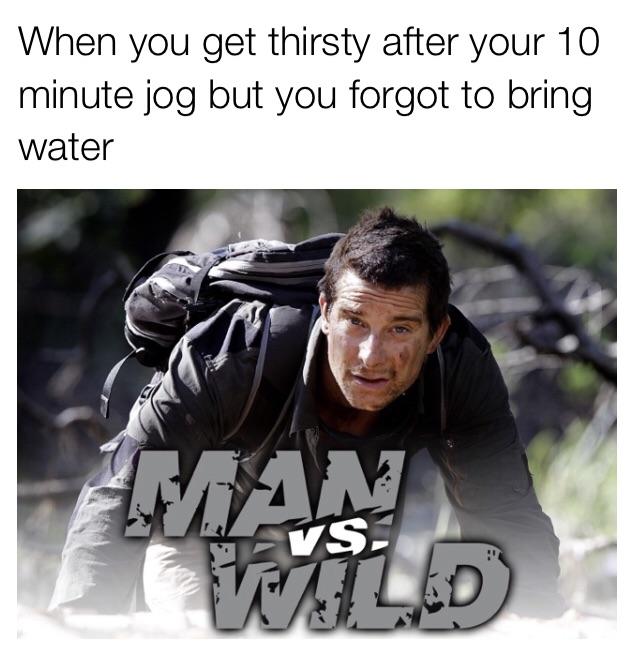 When you get thirsty after your 10
minute jog but you forgot to bring
water
MAN
VS.
WILD